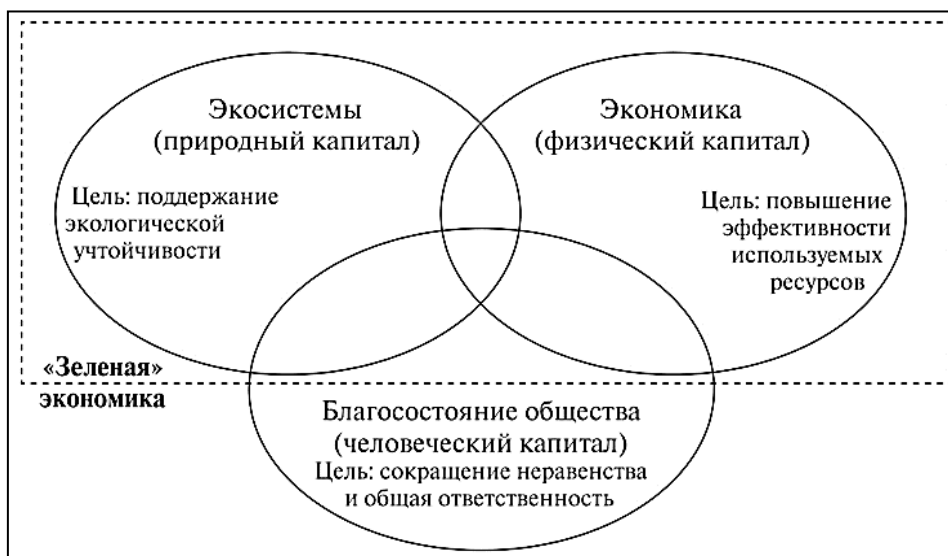 Экосистемы
(природный капитал)
Цель: поддержание
экологической
учтойчивости
Экономика
(физический капитал)
Цель: повышение
эффективности
используемых
ресурсов
«Зеленая»
экономика
Благосостояние общества
(человеческий капитал)
Цель: сокращение неравенства
и общая ответственность